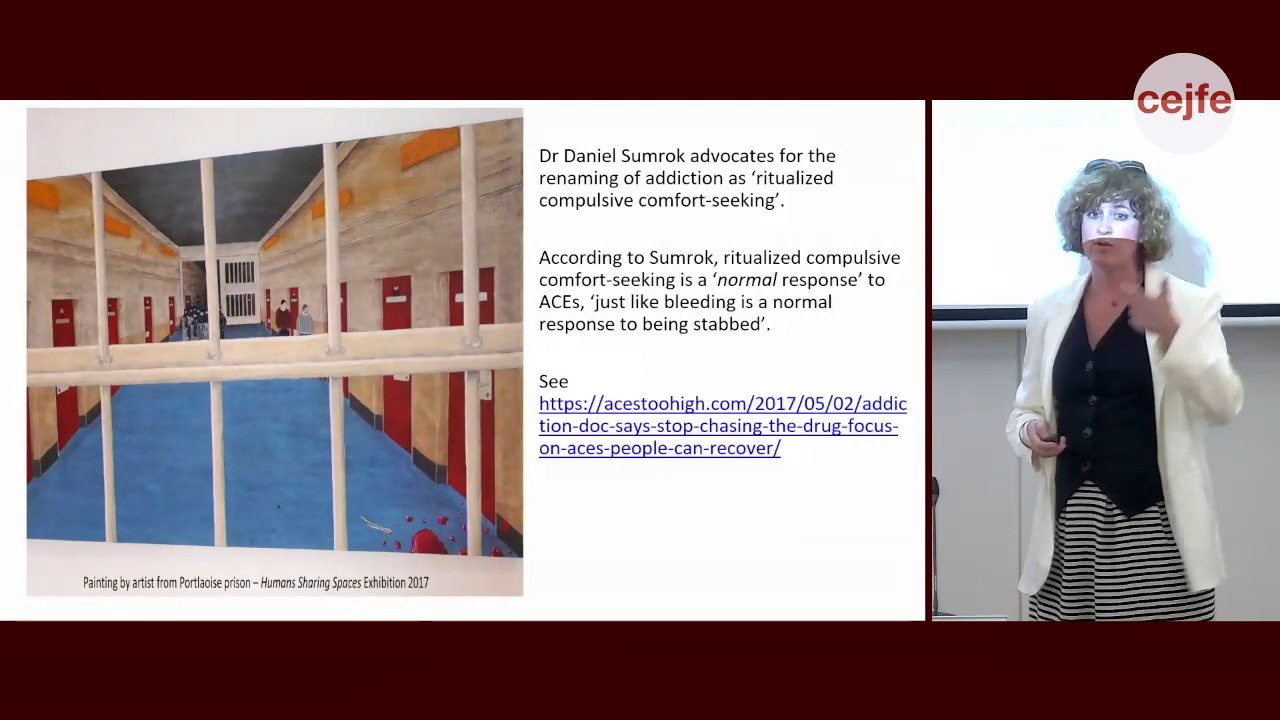 cejfe
Dr Daniel Sumrok advocates for the
renaming of addiction as ‘ritualized
compulsive comfort-seeking’.
According to Sumrok, ritualized compulsive
comfort-seeking is a ‘normal response’ to
ACEs, ‘just like bleeding is a normal
response to being stabbed’.
See
https://acestoohigh.com/2017/05/02/addic
tion-doc-says-stop-chasing-the-drug-focus-
on-aces-people-can-recover/
Painting by artist from Portlaoise prison – Humans Sharing Spaces Exhibition 2017